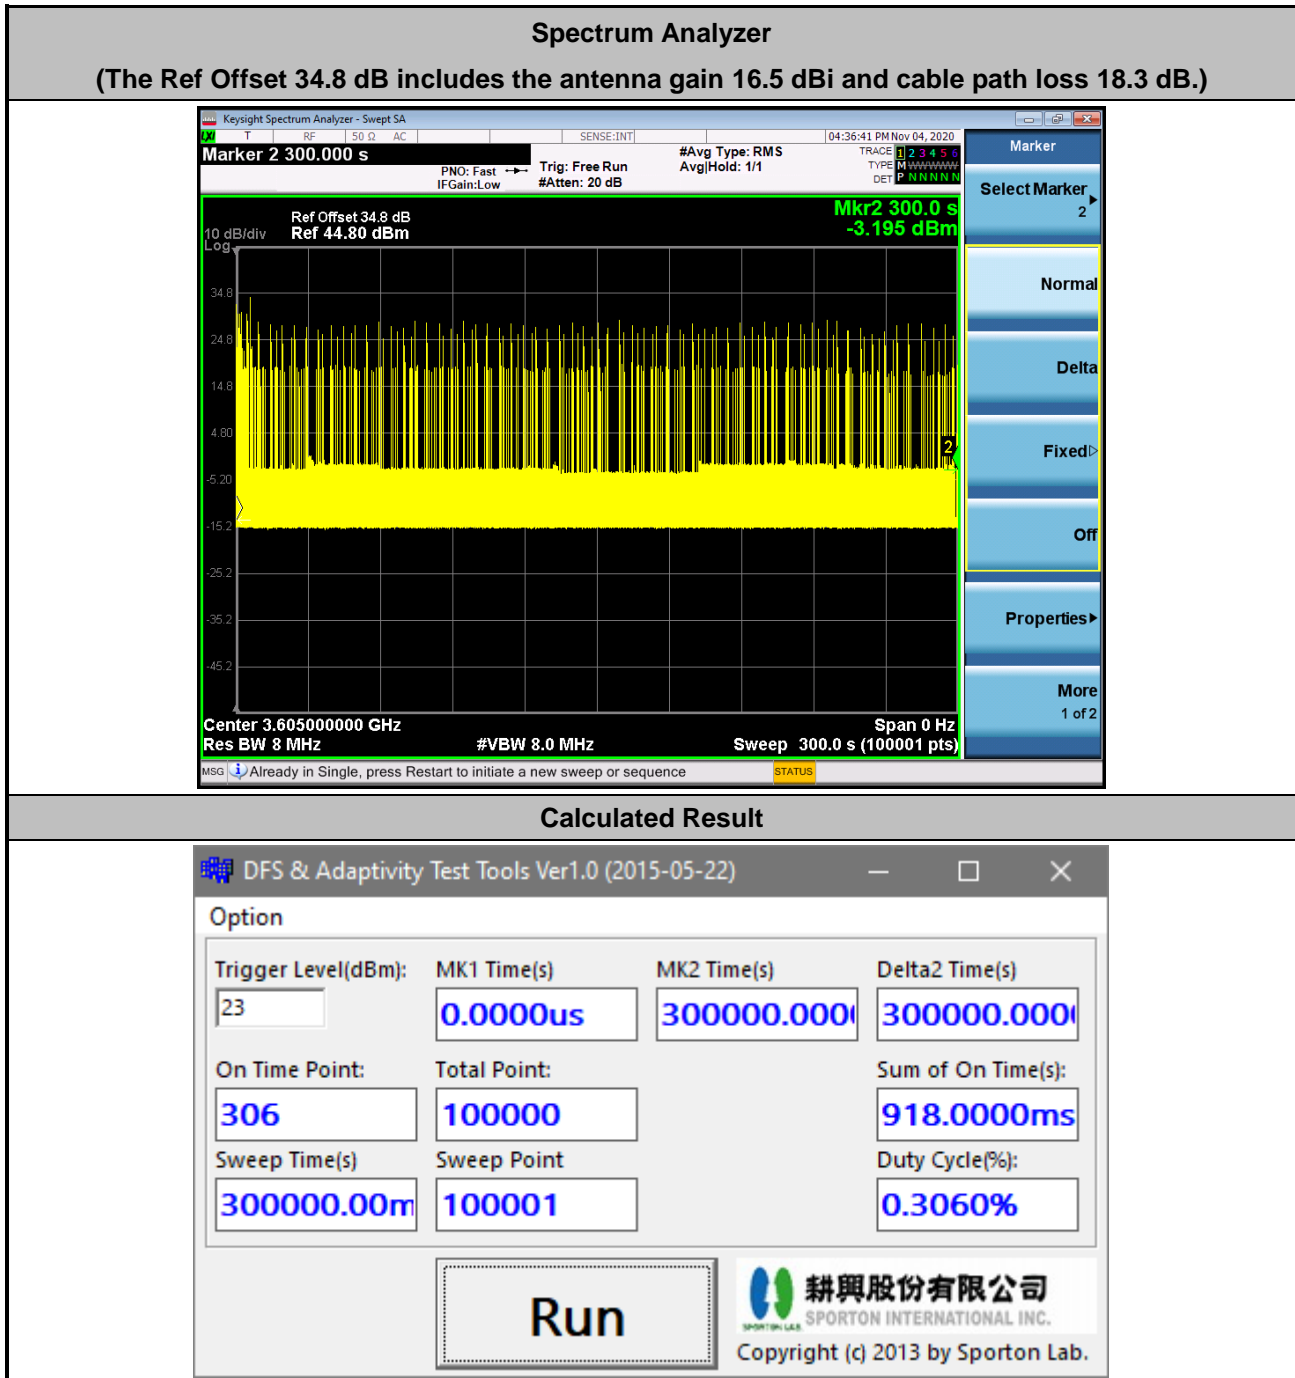 Spectrum Analyzer
(The Ref Offset 34.8 dB includes the antenna gain 16.5 dBi and cable path loss 18.3 dB.)
Keysight Spectrum Analyzer - Swept SA
LXI T RF 50 Ω AC SENSE:INT 04:36:41 PM Nov 04, 2020
Marker 2 300.000 s
PNO: Fast
IFGain:Low
Trig: Free Run
#Atten: 20 dB
#Avg Type: RMS
Avg|Hold: 1/1
TRACE 1 2 3 4 5 6
TYPE M WWWWW
DET P N N N N N
Ref Offset 34.8 dB
10 dB/div Ref 44.80 dBm
Log
Mkr2 300.0 s
-3.195 dBm
34.8
24.8
14.8
4.80
-5.20
-15.2
-25.2
-35.2
-45.2
2
Center 3.605000000 GHz Span 0 Hz
Res BW 8 MHz #VBW 8.0 MHz Sweep 300.0 s (100001 pts)
MSG Already in Single, press Restart to initiate a new sweep or sequence STATUS
Marker
Select Marker
2
Normal
Delta
Fixed
Off
Properties
More
1 of 2
Calculated Result
DFS & Adaptivity Test Tools Ver1.0 (2015-05-22)
Option
Trigger Level(dBm): MK1 Time(s) MK2 Time(s) Delta2 Time(s)
23 0.0000us 300000.000 300000.000
On Time Point: Total Point: Sum of On Time(s):
306 100000 918.0000ms
Sweep Time(s) Sweep Point Duty Cycle(%):
300000.00m 100001 0.3060%
Run
耕興股份有限公司
SPORTON LAB. SPORTON INTERNATIONAL INC.
Copyright (c) 2013 by Sporton Lab.